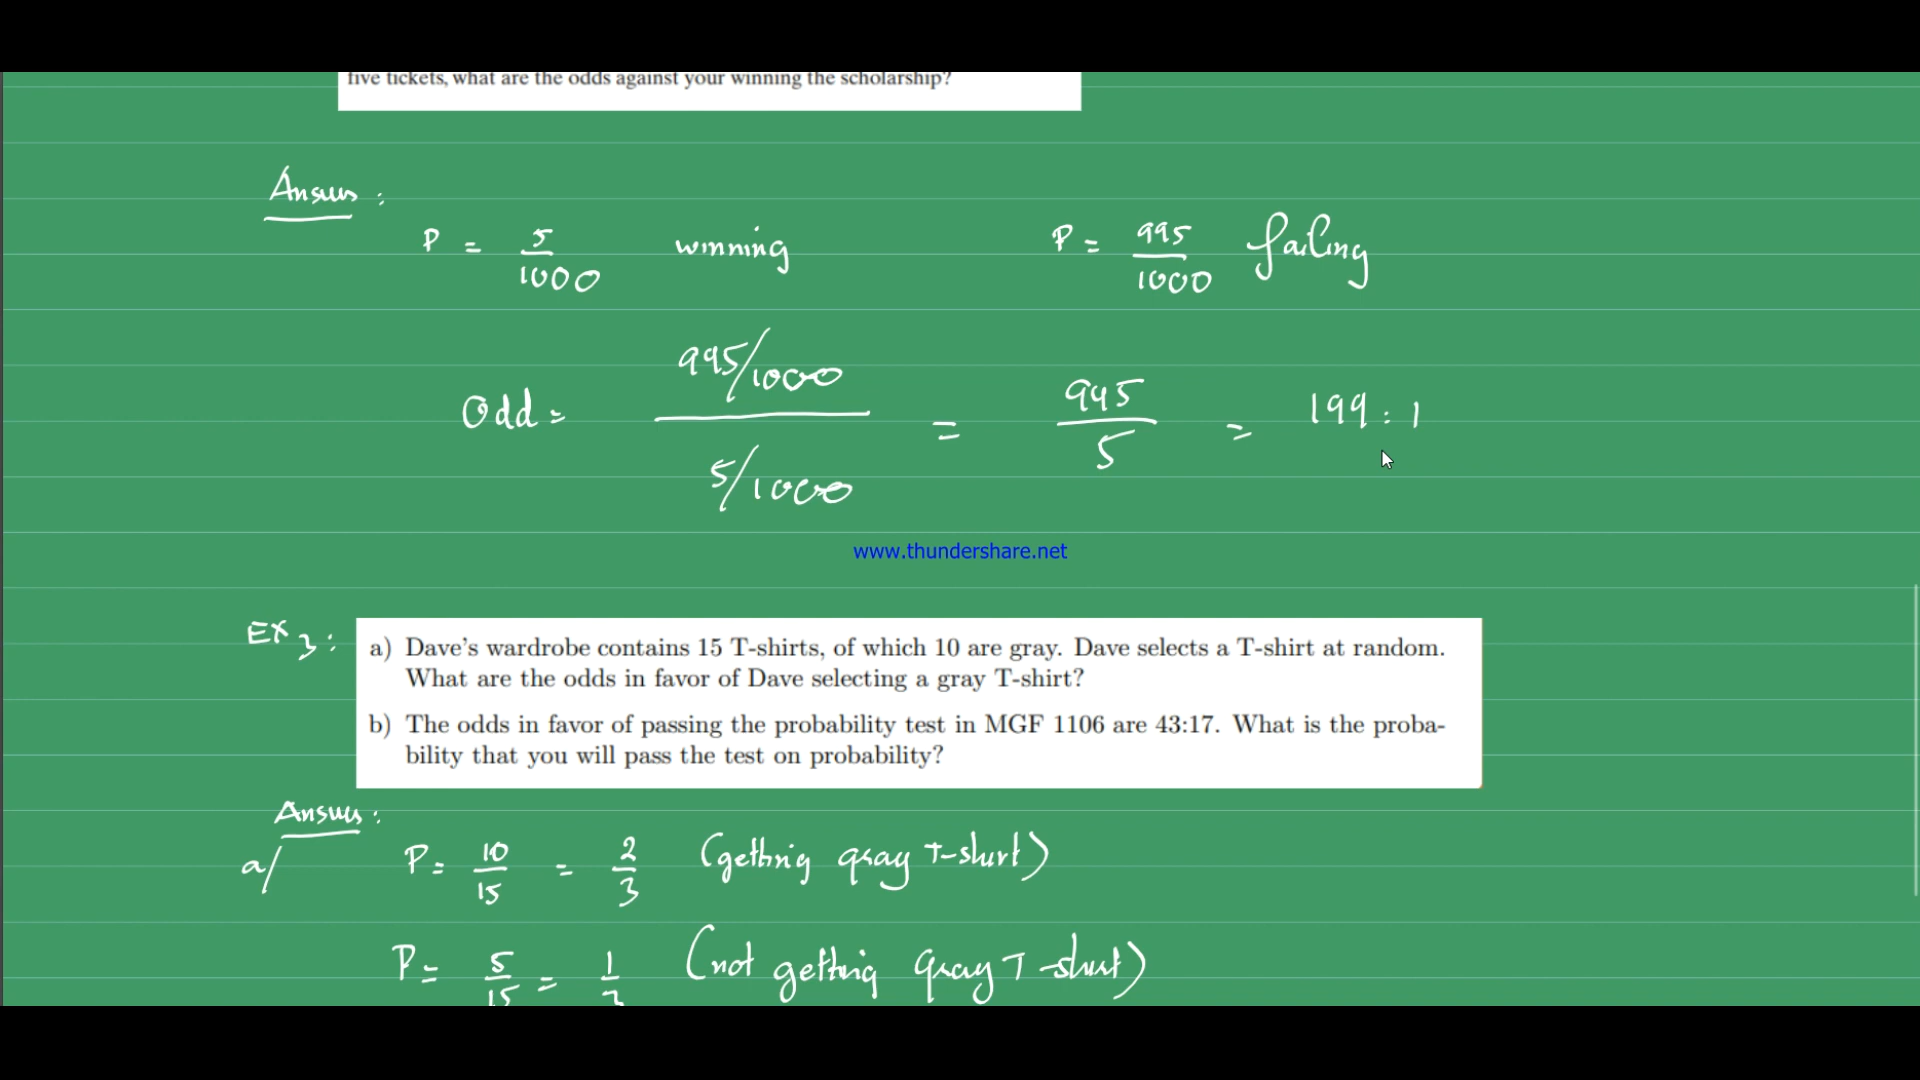 five tickets, what are the odds against your winning the scholarship?
Answer :
P = 5/1000 winning P = 995/1000 failing
Odd = 995/1000 / 5/1000 = 995/5 = 199 : 1
www.thundershare.net
EX 3 :
a) Dave's wardrobe contains 15 T-shirts, of which 10 are gray. Dave selects a T-shirt at random.
What are the odds in favor of Dave selecting a gray T-shirt?
b) The odds in favor of passing the probability test in MGF 1106 are 43:17. What is the proba-
bility that you will pass the test on probability?
Answer :
a/ P = 10/15 = 2/3 (getting gray T-shirt)
P = 5/15 = 1/3 (not getting gray T-shirt)